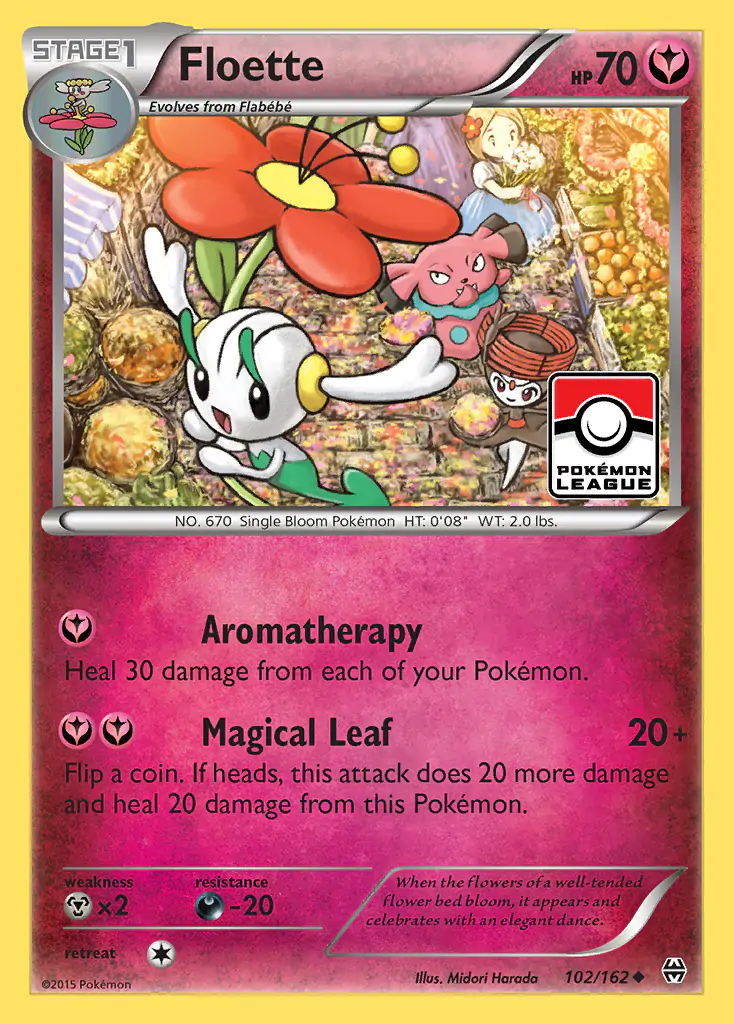 STAGE1
Floette
HP 70
Evolves from Flabébé
POKÉMON
LEAGUE
NO. 670 Single Bloom Pokémon HT: 0'08" WT: 2.0 lbs.
Aromatherapy
Heal 30 damage from each of your Pokémon.
Magical Leaf 20+
Flip a coin. If heads, this attack does 20 more damage
and heal 20 damage from this Pokémon.
weakness resistance
×2 -20
When the flowers of a well-tended
flower bed bloom, it appears and
celebrates with an elegant dance.
retreat
©2015 Pokémon
Illus. Midori Harada 102/162